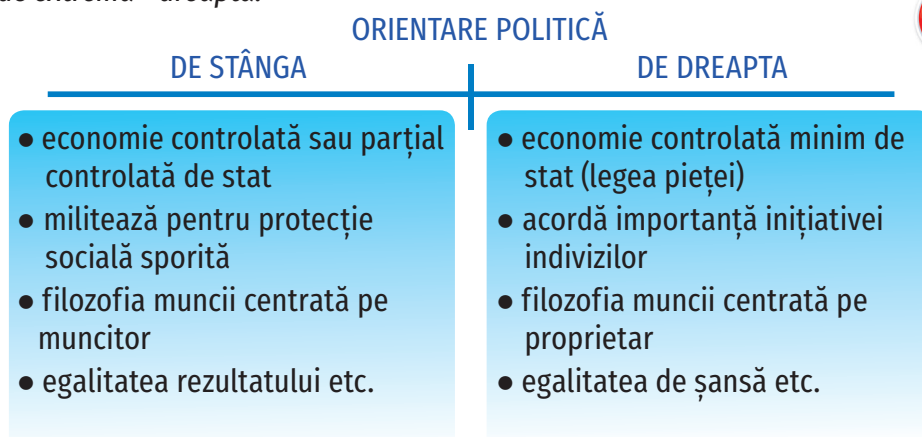 ORIENTARE POLITICĂ
DE STÂNGA
DE DREAPTA
● economie controlată sau parțial
controlată de stat
● militează pentru protecție
socială sporită
● filozofia muncii centrată pe
muncitor
● egalitatea rezultatului etc.
● economie controlată minim de
stat (legea pieței)
● acordă importanță inițiativei
indivizilor
● filozofia muncii centrată pe
proprietar
● egalitatea de șansă etc.